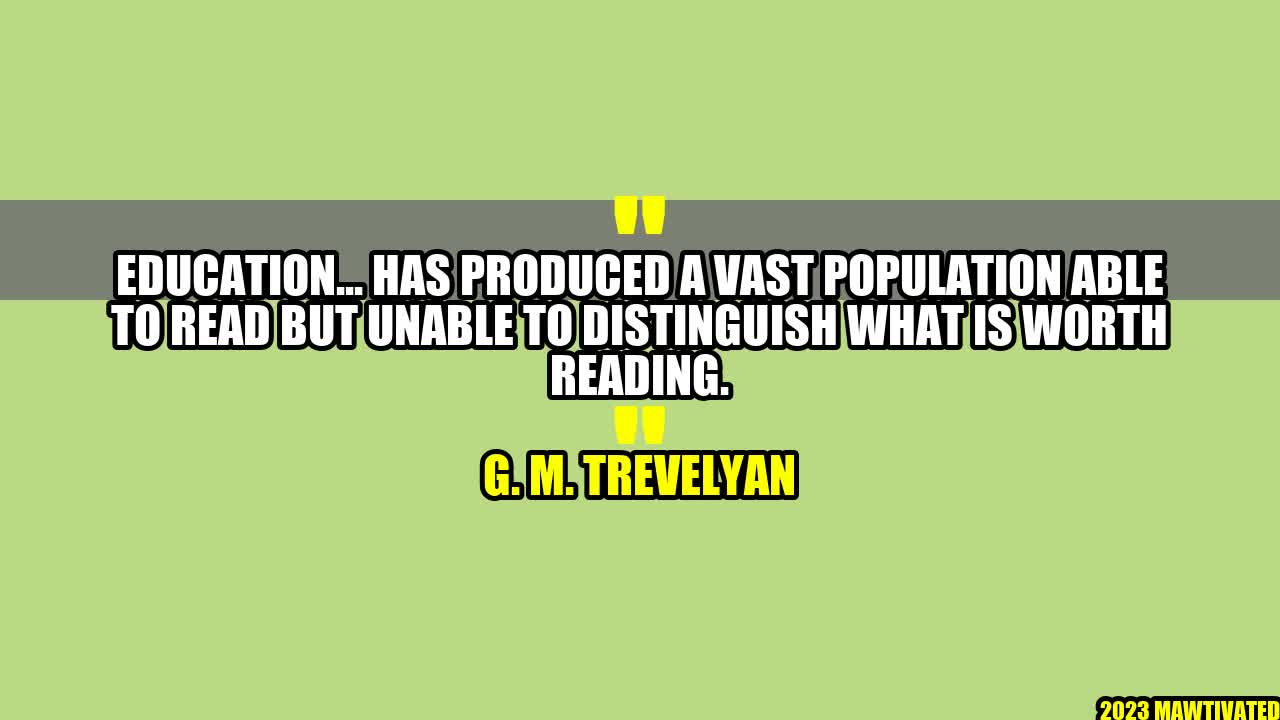 "
EDUCATION... HAS PRODUCED A VAST POPULATION ABLE
TO READ BUT UNABLE TO DISTINGUISH WHAT IS WORTH
READING.
"
G. M. TREVELYAN
2023 MAWTIVATED